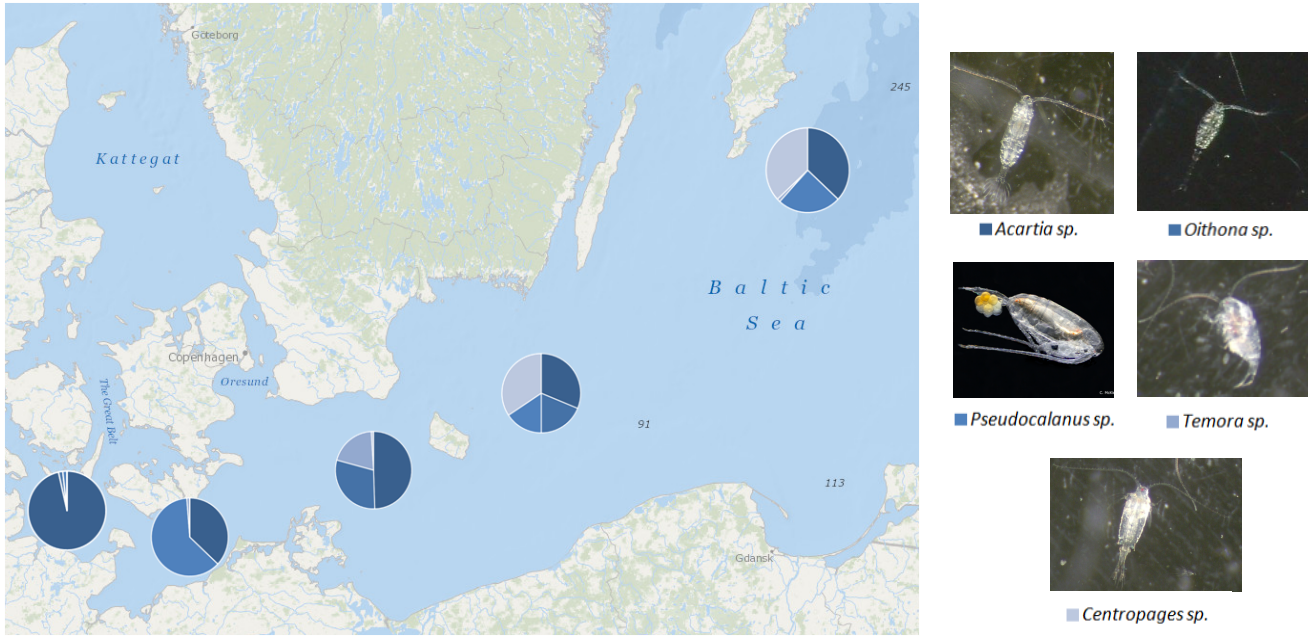 Göteborg
245
Kattegat
Baltic
Sea
Copenhagen
Oresund
The Great Belt
91
113
Gdansk
Acartia sp.
Oithona sp.
Pseudocalanus sp.
Temora sp.
Centropages sp.